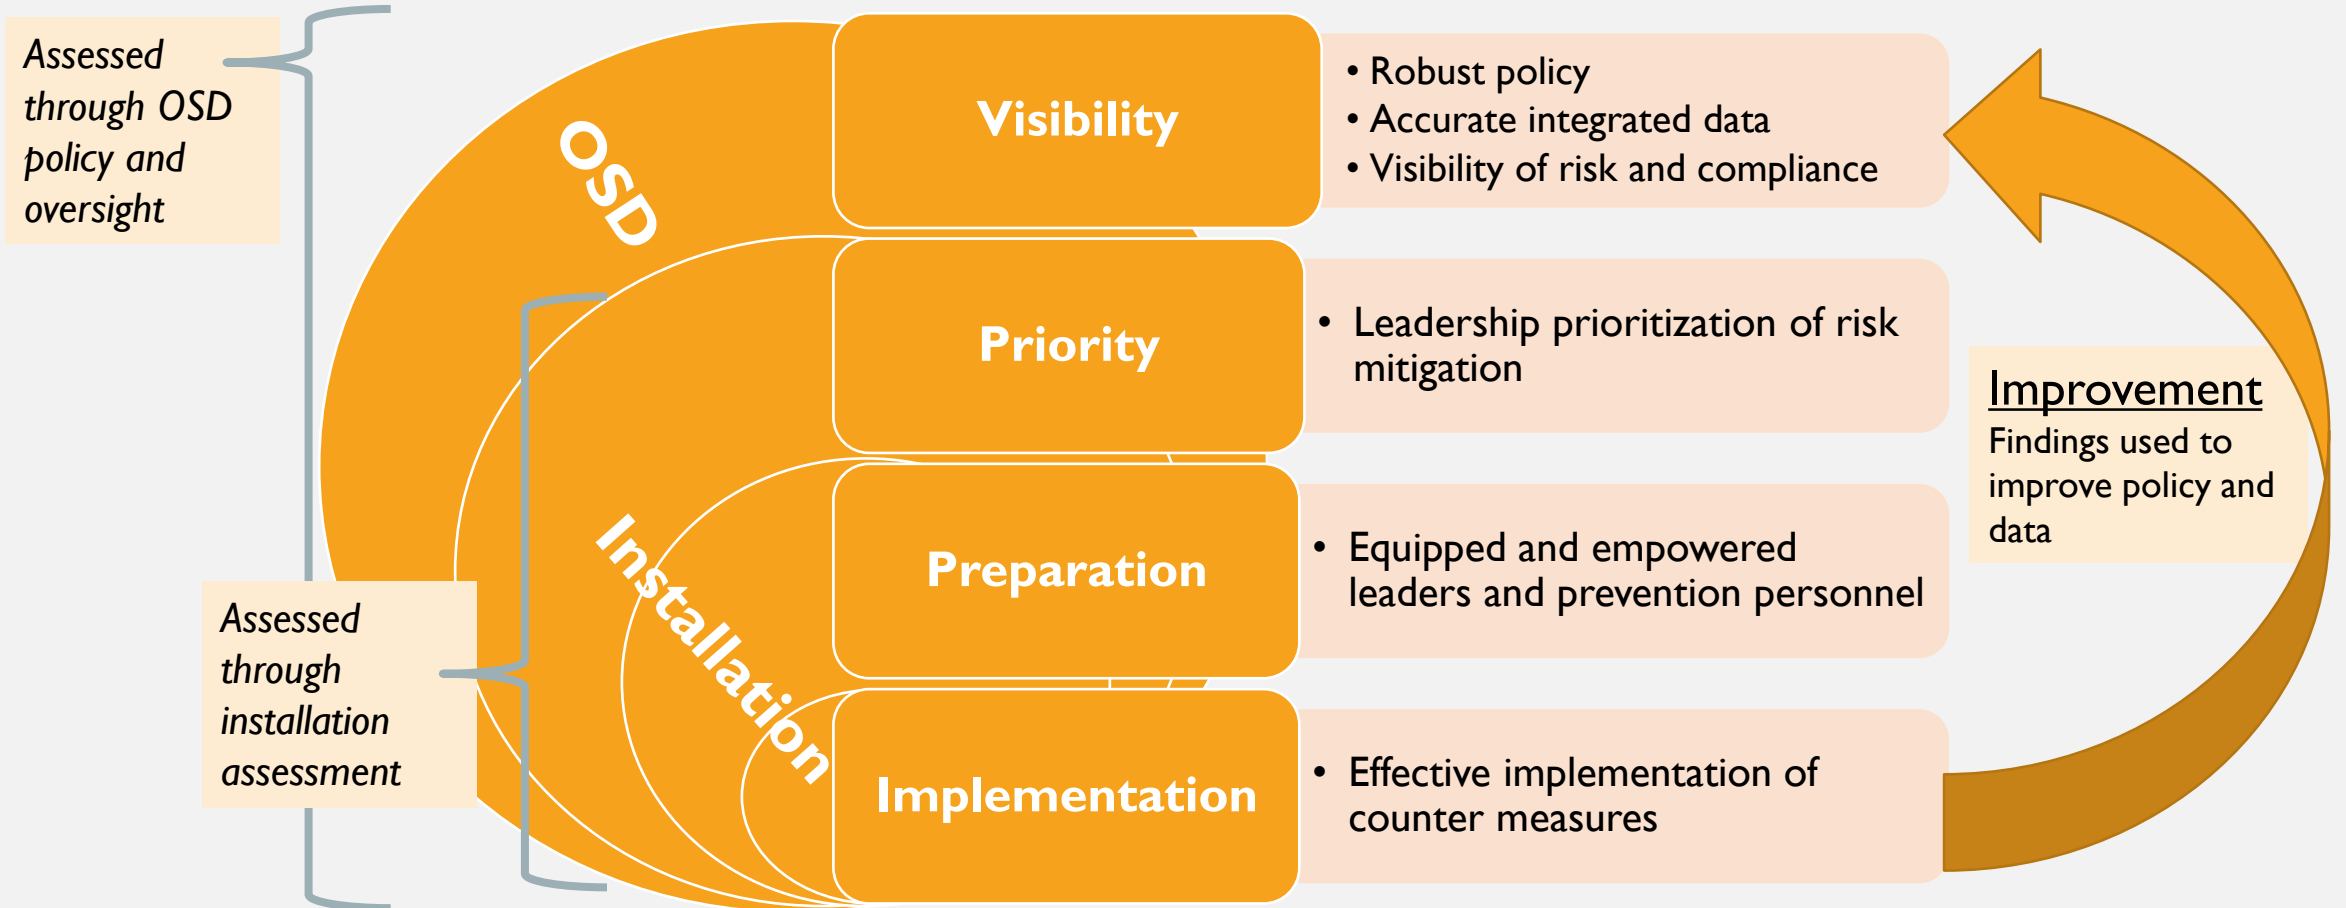 Assessed
through OSD
policy and
oversight
OSD
Visibility
• Robust policy
• Accurate integrated data
• Visibility of risk and compliance
Priority
• Leadership prioritization of risk
mitigation
Improvement
Findings used to
improve policy and
data
Installation
Preparation
• Equipped and empowered
leaders and prevention personnel
Assessed
through
installation
assessment
Implementation
• Effective implementation of
counter measures